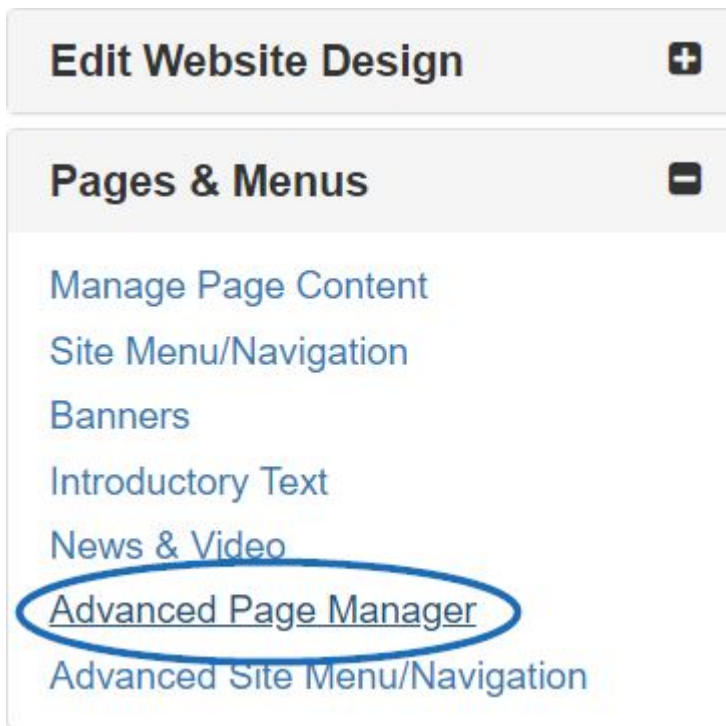 Edit Website Design
Pages & Menus
Manage Page Content
Site Menu/Navigation
Banners
Introductory Text
News & Video
Advanced Page Manager
Advanced Site Menu/Navigation